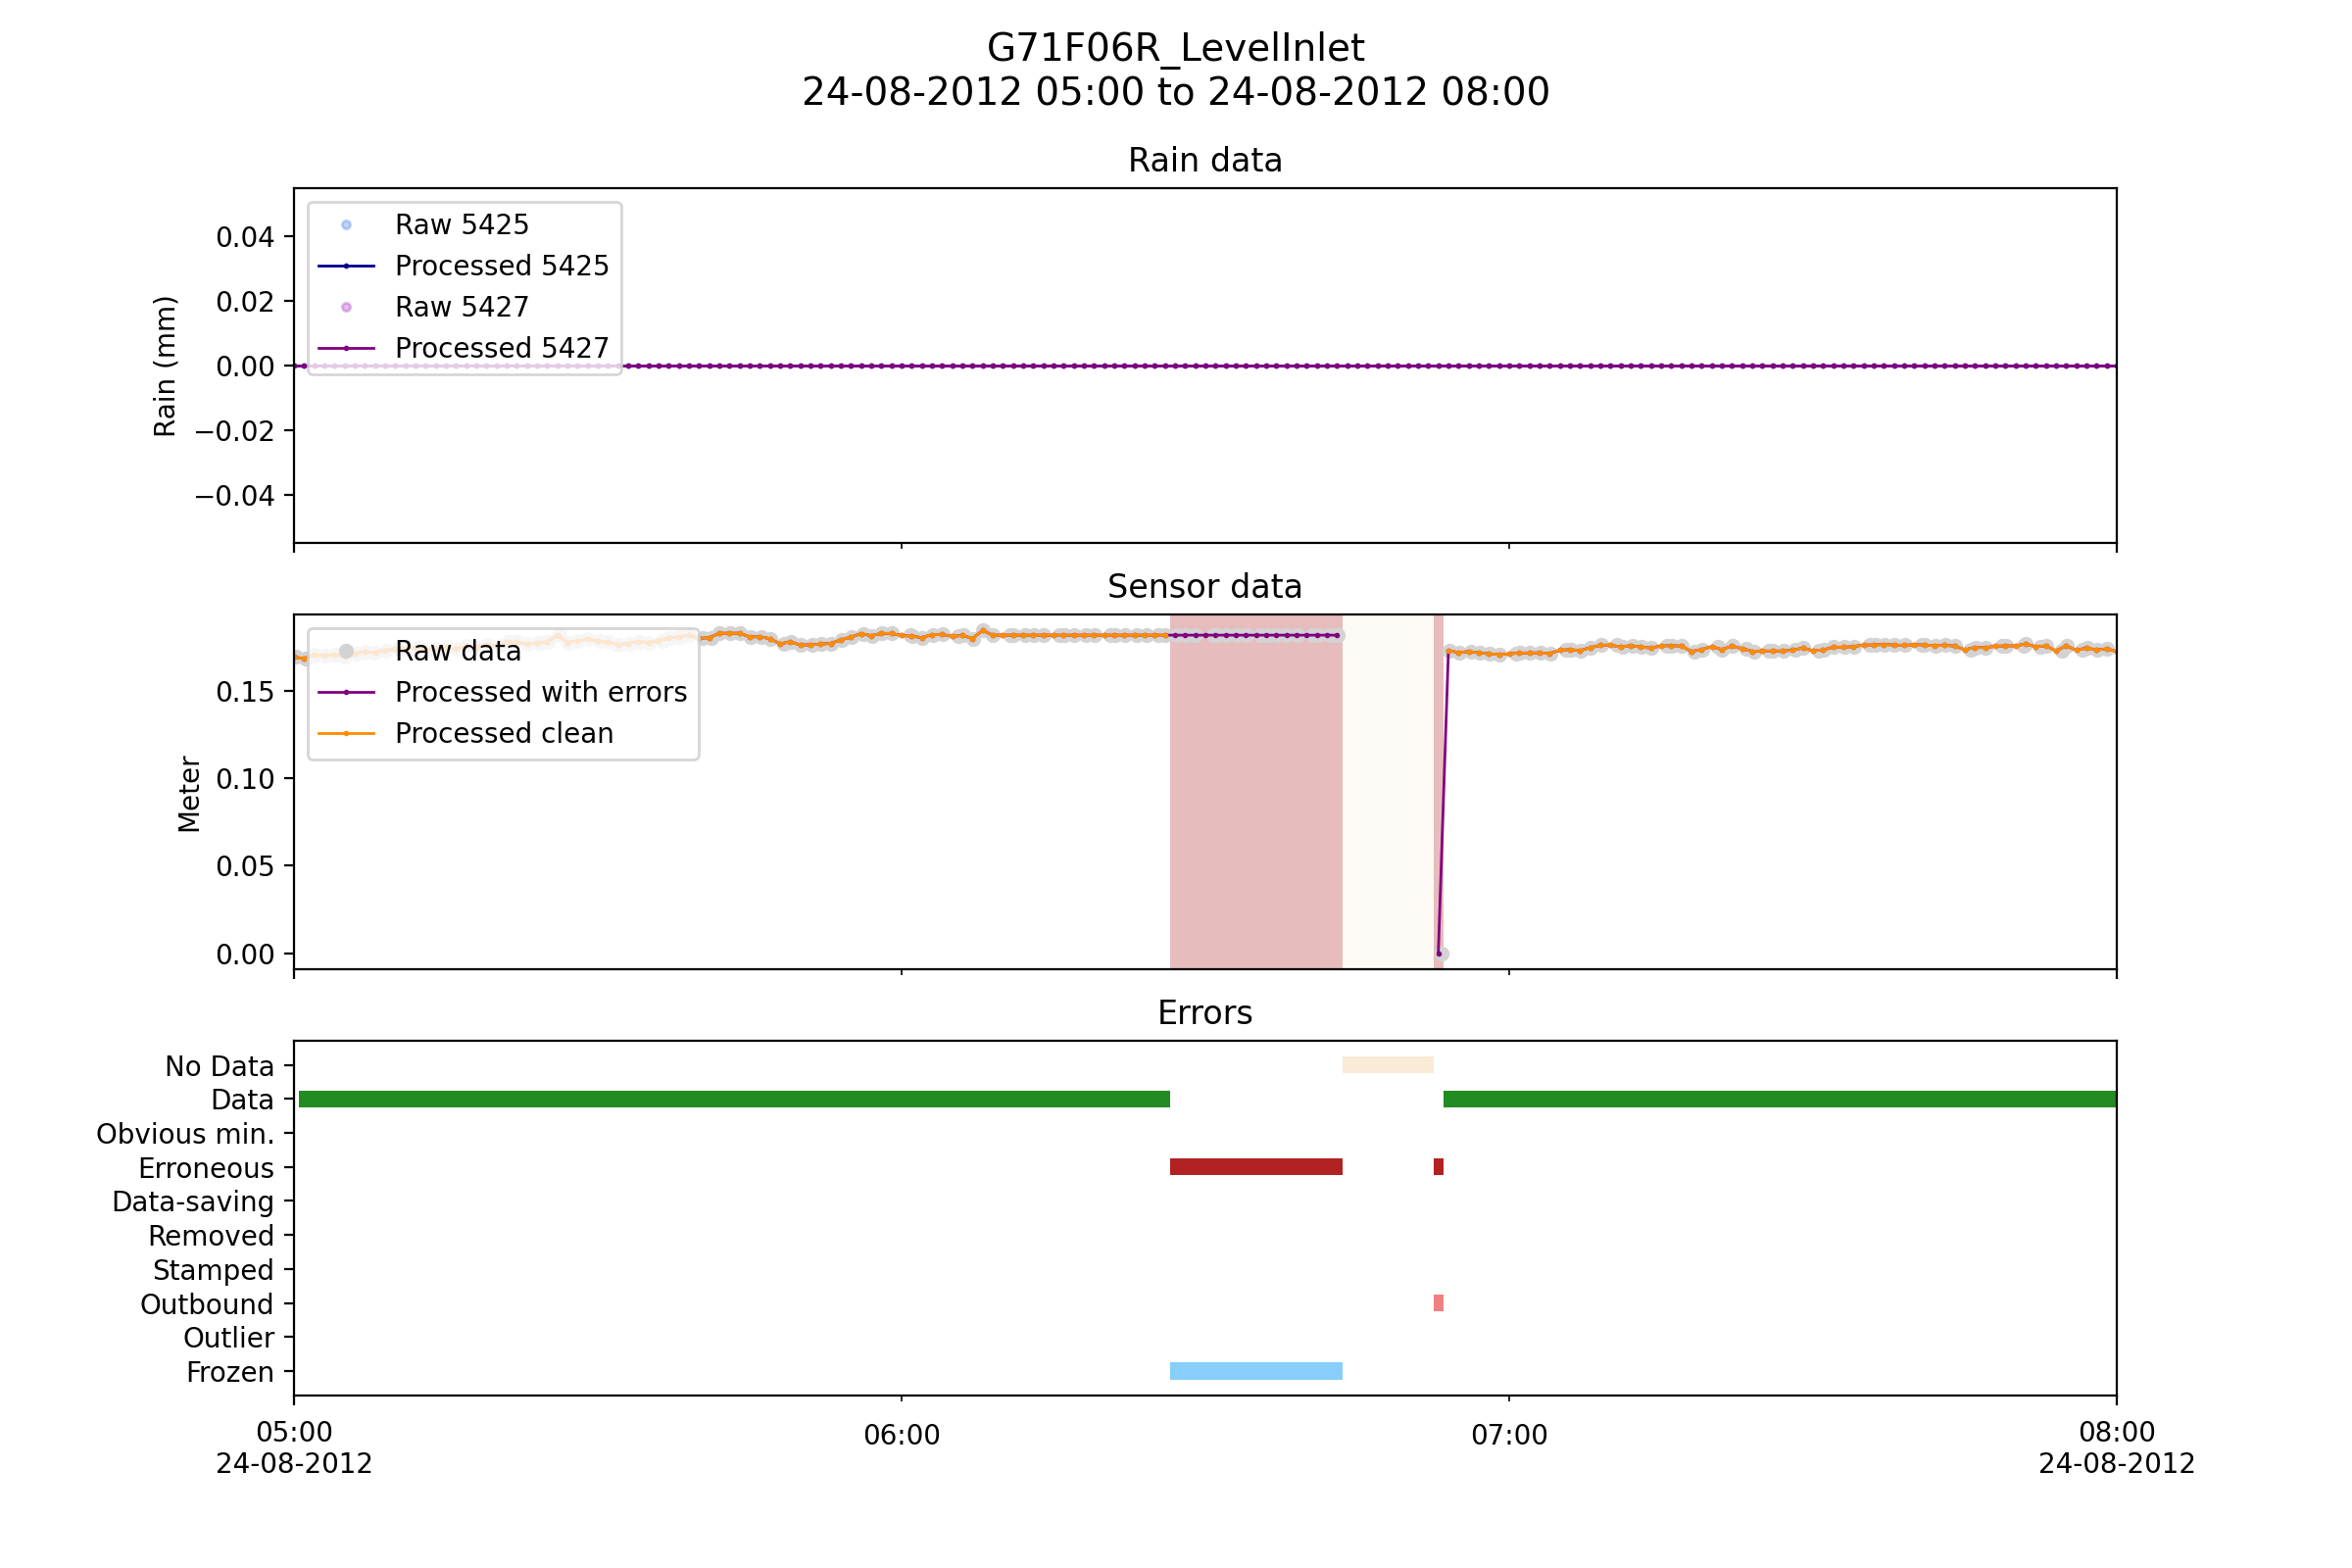 G71F06R_LevelInlet
24-08-2012 05:00 to 24-08-2012 08:00
Rain data
Raw 5425
Processed 5425
Raw 5427
Processed 5427
Rain (mm)
0.04
0.02
0.00
−0.02
−0.04
Sensor data
Raw data
Processed with errors
Processed clean
Meter
0.15
0.10
0.05
0.00
Errors
No Data
Data
Obvious min.
Erroneous
Data-saving
Removed
Stamped
Outbound
Outlier
Frozen
05:00 06:00 07:00 08:00
24-08-2012 24-08-2012